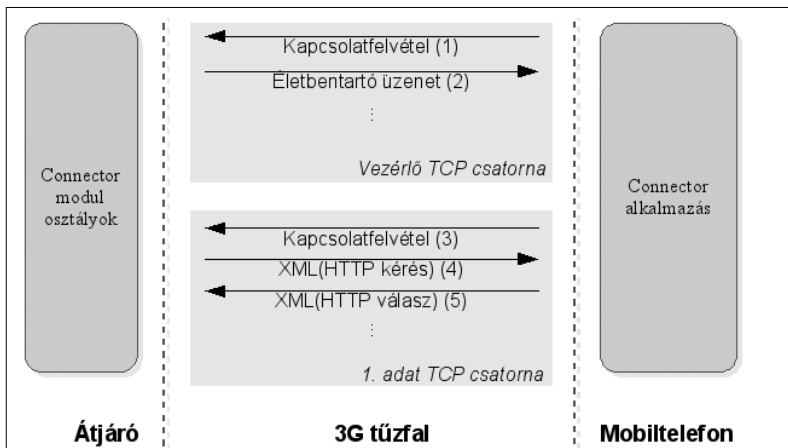 Connector
modul
osztályok
Kapcsolatfelvétel (1)
Életbentartó üzenet (2)
⋮
Vezérlő TCP csatorna
Kapcsolatfelvétel (3)
XML(HTTP kérés) (4)
XML(HTTP válasz) (5)
⋮
1. adat TCP csatorna
Connector
alkalmazás
Átjáró
3G tűzfal
Mobiltelefon